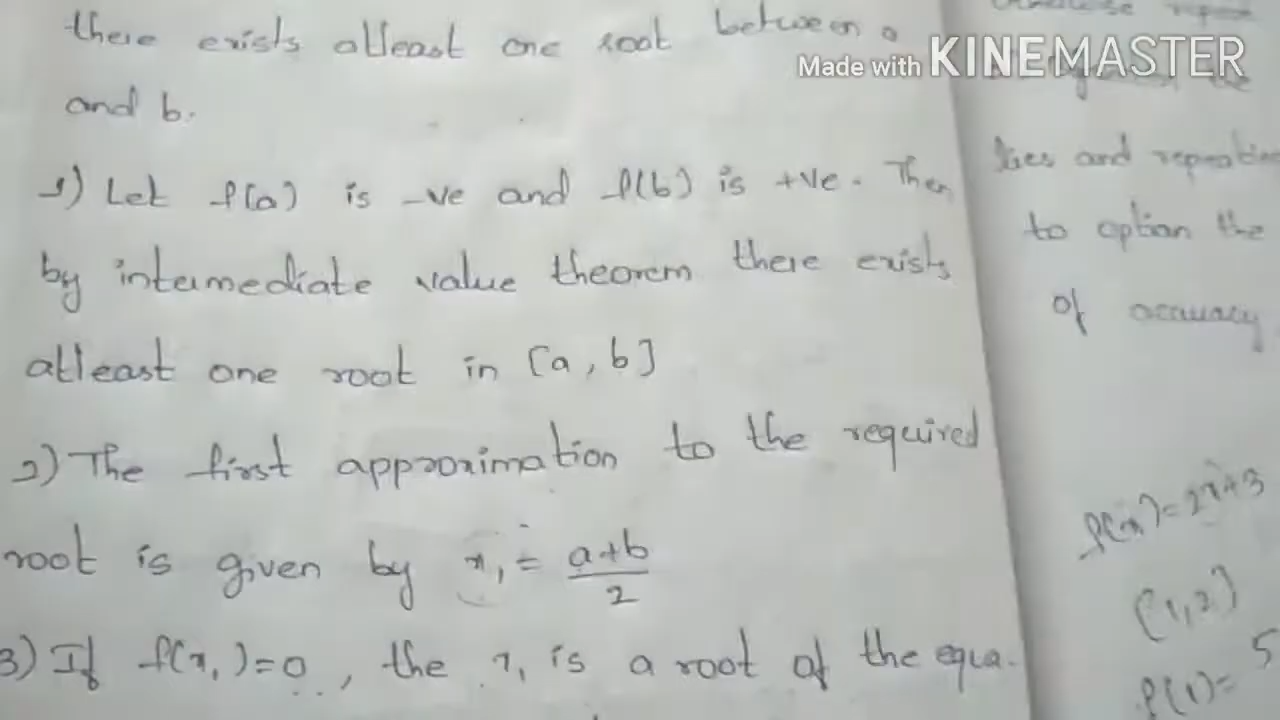 there exists atleast one root between a
and b.
1) Let f(a) is -ve and f(b) is +ve. Then
by intermediate value theorem there exists
atleast one root in [a, b]
2) The first approximation to the required
root is given by x₁ = a+b/2
3) If f(x₁)=0, the x₁ is a root of the equa.
Made with KINEMASTER
lies and repeating
to option the
of accuracy
f(x)=2x+3
(1,2)
f(1)= 5